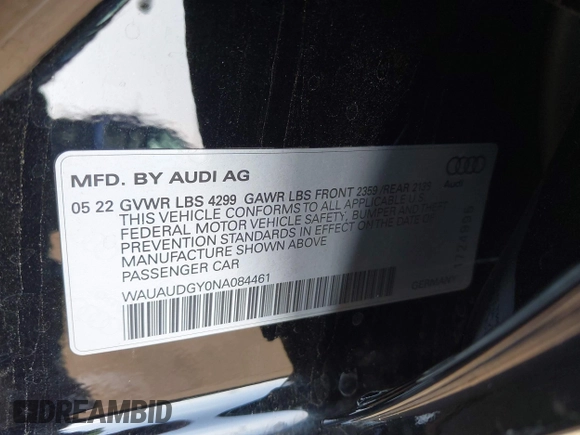 MFD. BY AUDI AG
05 22 GVWR LBS 4299 GAWR LBS FRONT 2359 /REAR 2135
THIS VEHICLE CONFORMS TO ALL APPLICABLE U.S.
FEDERAL MOTOR VEHICLE SAFETY, BUMPER AND THEFT
PREVENTION STANDARDS IN EFFECT ON THE DATE OF
MANUFACTURE SHOWN ABOVE
PASSENGER CAR
WAUAUDGY0NA084461
GERMANY
Audi
DREAMBID